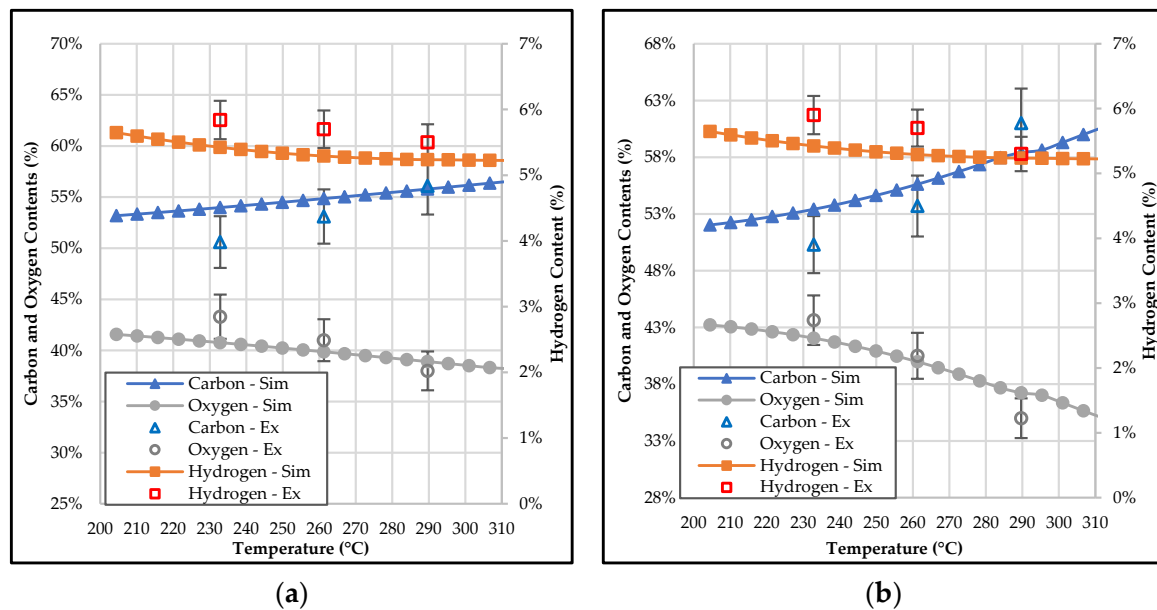 70%
65%
60%
55%
50%
45%
40%
35%
30%
25%
Carbon and Oxygen Contents (%)
7%
6%
5%
4%
3%
2%
1%
0%
Hydrogen Content (%)
Carbon - Sim
Oxygen - Sim
Carbon - Ex
Oxygen - Ex
Hydrogen - Sim
Hydrogen - Ex
200 210 220 230 240 250 260 270 280 290 300 310
Temperature (°C)
(a)
68%
63%
58%
53%
48%
43%
38%
33%
28%
Carbon and Oxygen Contents (%)
7%
6%
5%
4%
3%
2%
1%
0%
Hydrogen Content (%)
Carbon - Sim
Oxygen - Sim
Carbon - Ex
Oxygen - Ex
Hydrogen - Sim
Hydrogen - Ex
200 210 220 230 240 250 260 270 280 290 300 310
Temperature (°C)
(b)